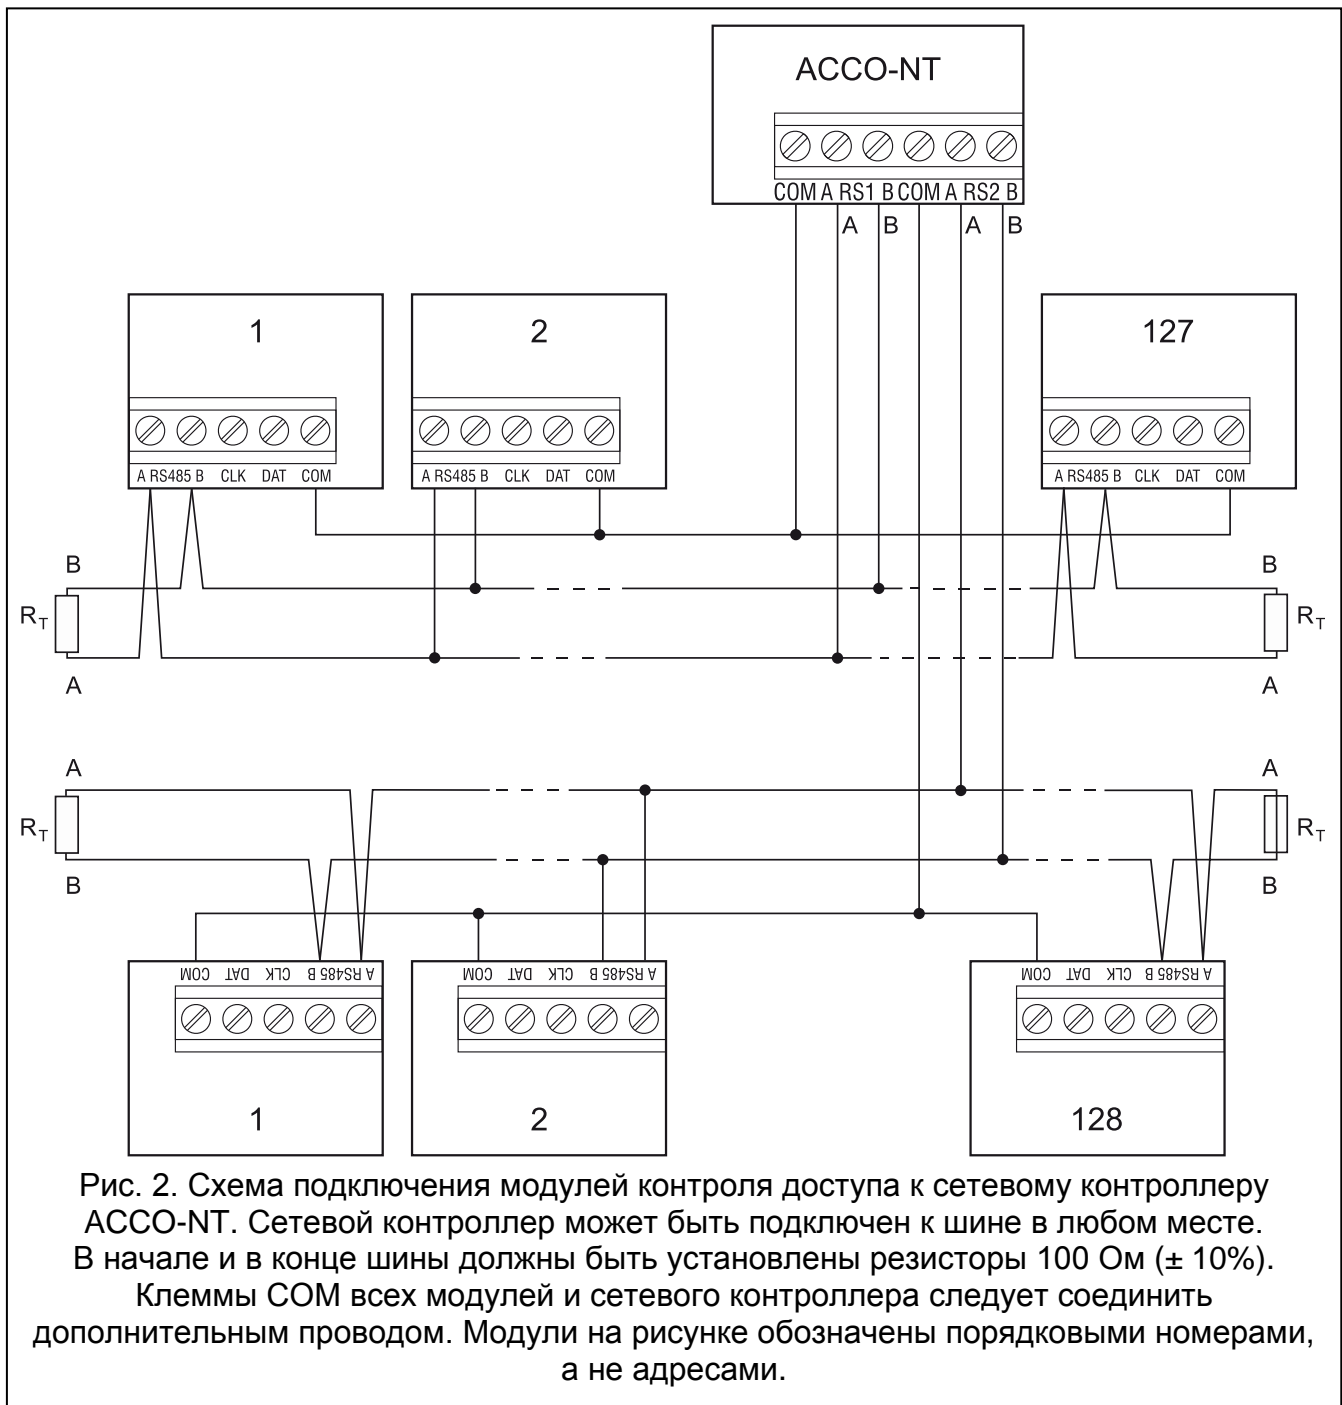 ACCO-NT
COM A RS1 B COM A RS2 B
A B A B
1
2
127
A RS485 B CLK DAT COM
A RS485 B CLK DAT COM
A RS485 B CLK DAT COM
B
B
RT
RT
A
A
A
A
RT
RT
B
B
A RS485 B CLK DAT COM
A RS485 B CLK DAT COM
A RS485 B CLK DAT COM
1
2
128
Рис. 2. Схема подключения модулей контроля доступа к сетевому контроллеру
ACCO-NT. Сетевой контроллер может быть подключен к шине в любом месте.
В начале и в конце шины должны быть установлены резисторы 100 Ом (± 10%).
Клеммы COM всех модулей и сетевого контроллера следует соединить
дополнительным проводом. Модули на рисунке обозначены порядковыми номерами,
а не адресами.